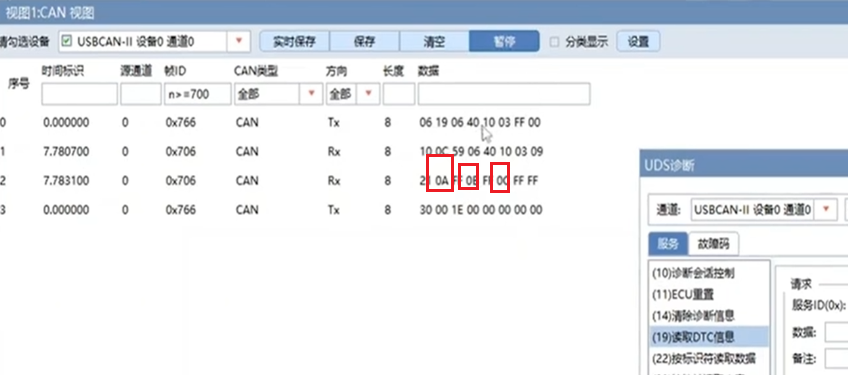 视图1:CAN 视图
请勾选设备 USBCAN-II 设备0 通道0 实时保存 保存 清空 暂停 分类显示 设置
序号 时间标识 源通道 帧ID CAN类型 方向 长度 数据
n>=700 全部 全部
0 0.000000 0 0x766 CAN Tx 8 06 19 06 40 10 03 FF 00
1 7.780700 0 0x706 CAN Rx 8 10 0C 59 06 40 10 03 09
2 7.783100 0 0x706 CAN Rx 8 21 0A FF 0B FF 0C FF FF
3 0.000000 0 0x766 CAN Tx 8 30 00 1E 00 00 00 00 00
UDS诊断
通道: USBCAN-II 设备0 通道0
服务 故障码
(10)诊断会话控制
(11)ECU重置
(14)清除诊断信息
(19)读取DTC信息
(22)按标识符读取数据
请求
服务ID(0x):
数据:
备注: